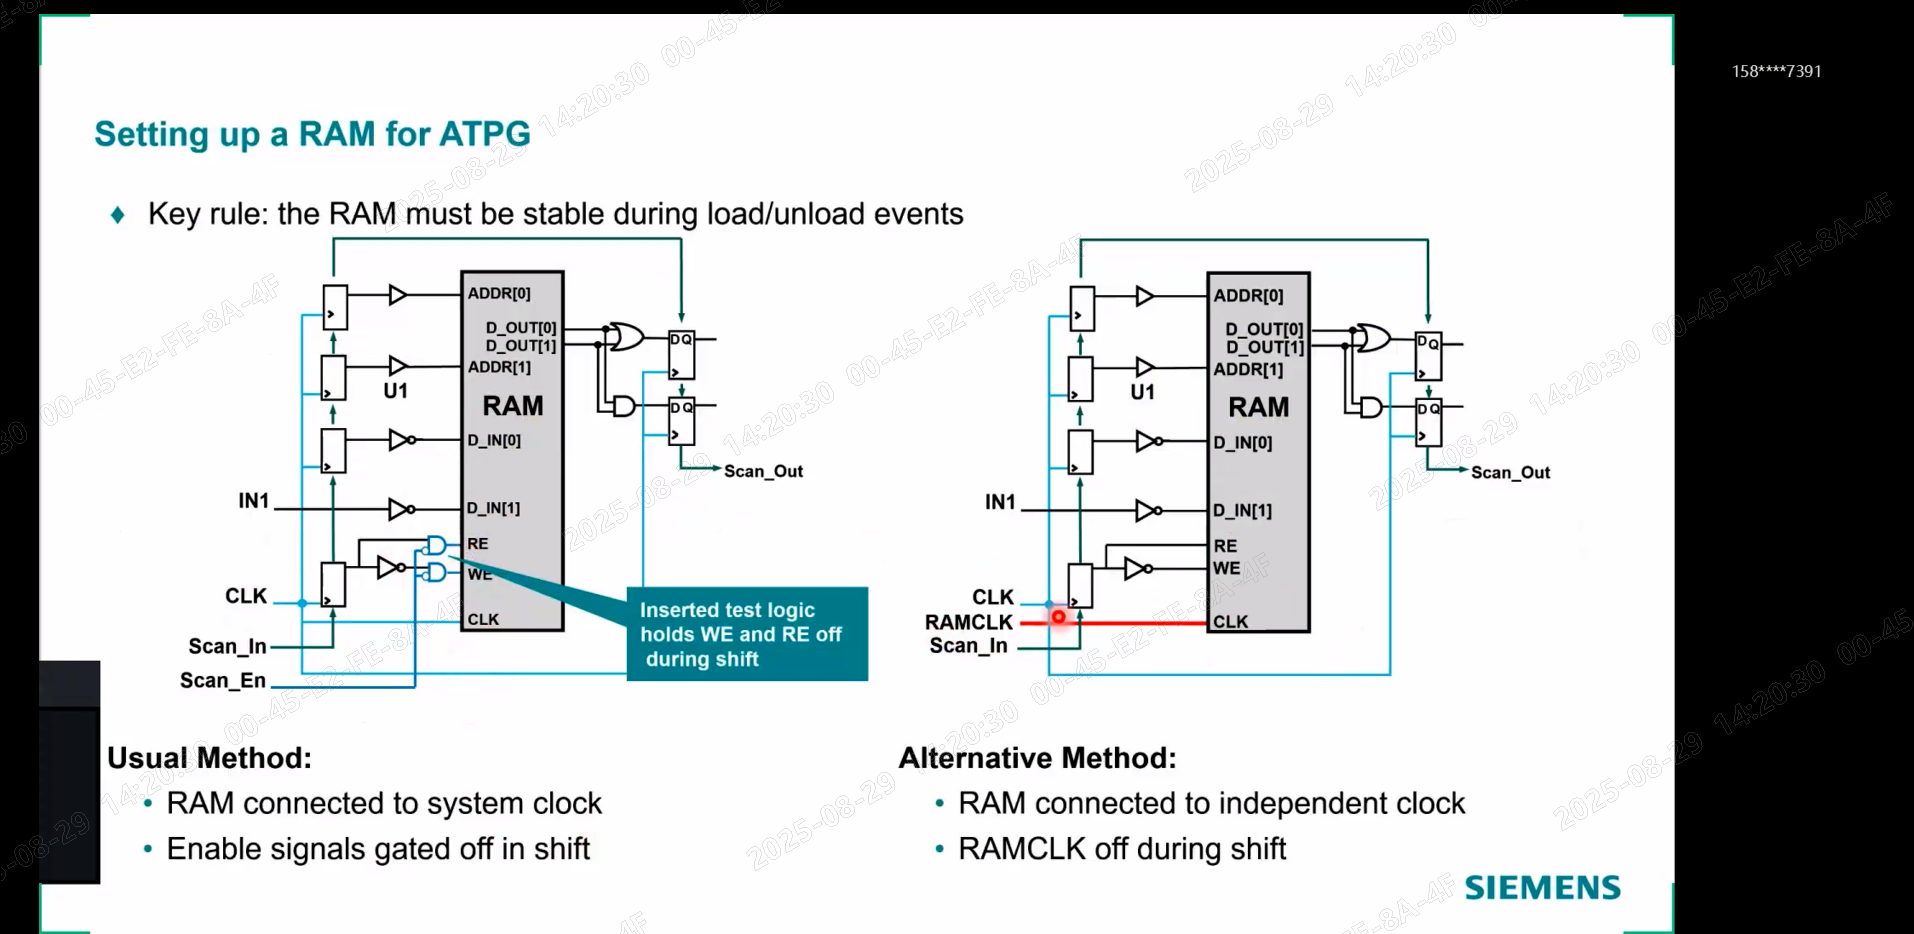 158****7391
Setting up a RAM for ATPG
♦ Key rule: the RAM must be stable during load/unload events
ADDR[0]
D_OUT[0]
D_OUT[1]
ADDR[1]
U1
RAM
D_IN[0]
IN1
D_IN[1]
RE
WE
CLK
CLK
Scan_In
Scan_En
D Q
D Q
Scan_Out
Inserted test logic
holds WE and RE off
during shift
ADDR[0]
D_OUT[0]
D_OUT[1]
ADDR[1]
U1
RAM
D_IN[0]
IN1
D_IN[1]
RE
WE
CLK
RAMCLK
CLK
Scan_In
D Q
D Q
Scan_Out
Usual Method:
• RAM connected to system clock
• Enable signals gated off in shift
Alternative Method:
• RAM connected to independent clock
• RAMCLK off during shift
SIEMENS
2025-08-29 14:20:30 00-45-E2-FE-8A-4F